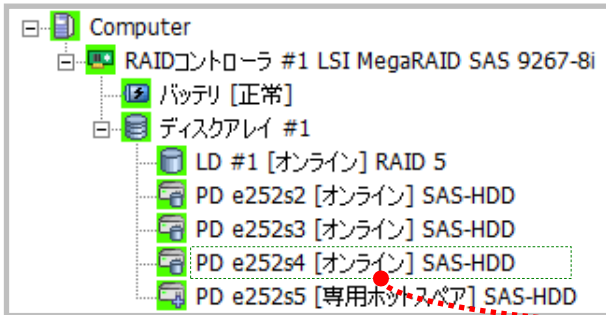 Computer
RAIDコントローラ #1 LSI MegaRAID SAS 9267-8i
バッテリ [正常]
ディスクアレイ #1
LD #1 [オンライン] RAID 5
PD e252s2 [オンライン] SAS-HDD
PD e252s3 [オンライン] SAS-HDD
PD e252s4 [オンライン] SAS-HDD
PD e252s5 [専用ホットスペア] SAS-HDD